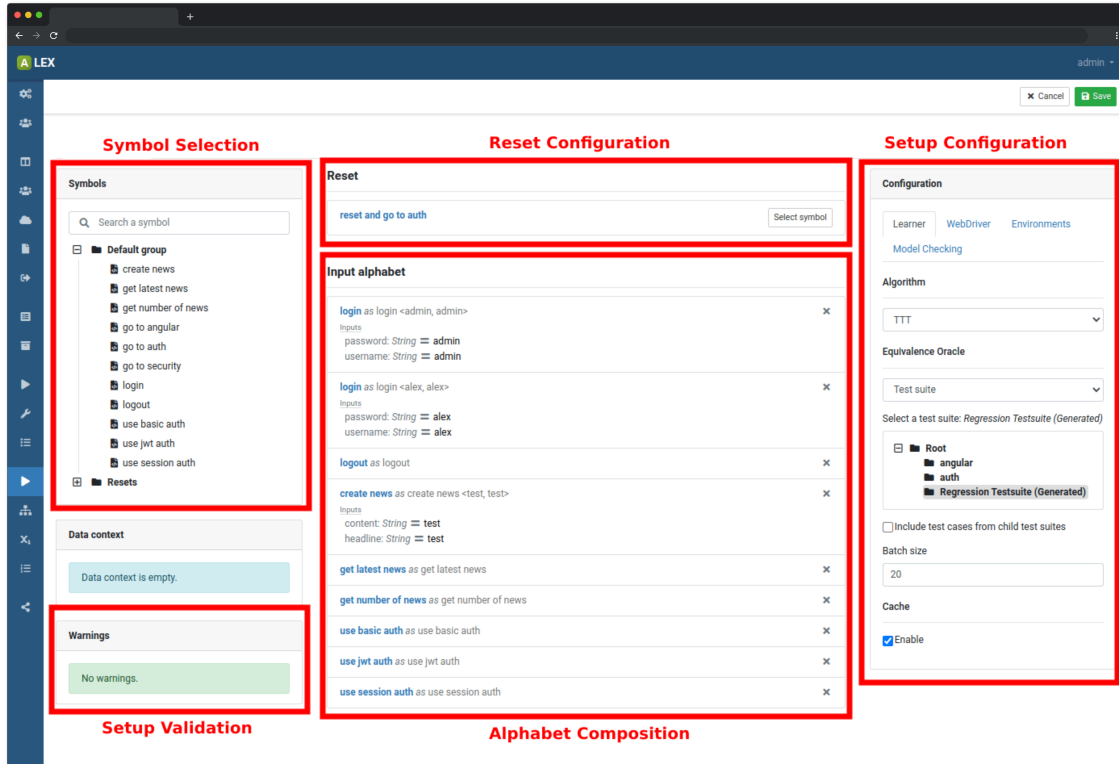 +
A LEX
admin
Cancel
Save
Symbol Selection
Symbols
Search a symbol
Default group
create news
get latest news
get number of news
go to angular
go to auth
go to security
login
logout
use basic auth
use jwt auth
use session auth
Resets
Data context
Data context is empty.
Warnings
No warnings.
Setup Validation
Reset Configuration
Reset
reset and go to auth
Select symbol
Input alphabet
login as login <admin, admin>
Inputs
password: String = admin
username: String = admin
login as login <alex, alex>
Inputs
password: String = alex
username: String = alex
logout as logout
create news as create news <test, test>
Inputs
content: String = test
headline: String = test
get latest news as get latest news
get number of news as get number of news
use basic auth as use basic auth
use jwt auth as use jwt auth
use session auth as use session auth
Alphabet Composition
Setup Configuration
Configuration
Learner WebDriver Environments
Model Checking
Algorithm
TTT
Equivalence Oracle
Test suite
Select a test suite: Regression Testsuite (Generated)
Root
angular
auth
Regression Testsuite (Generated)
Include test cases from child test suites
Batch size
20
Cache
Enable